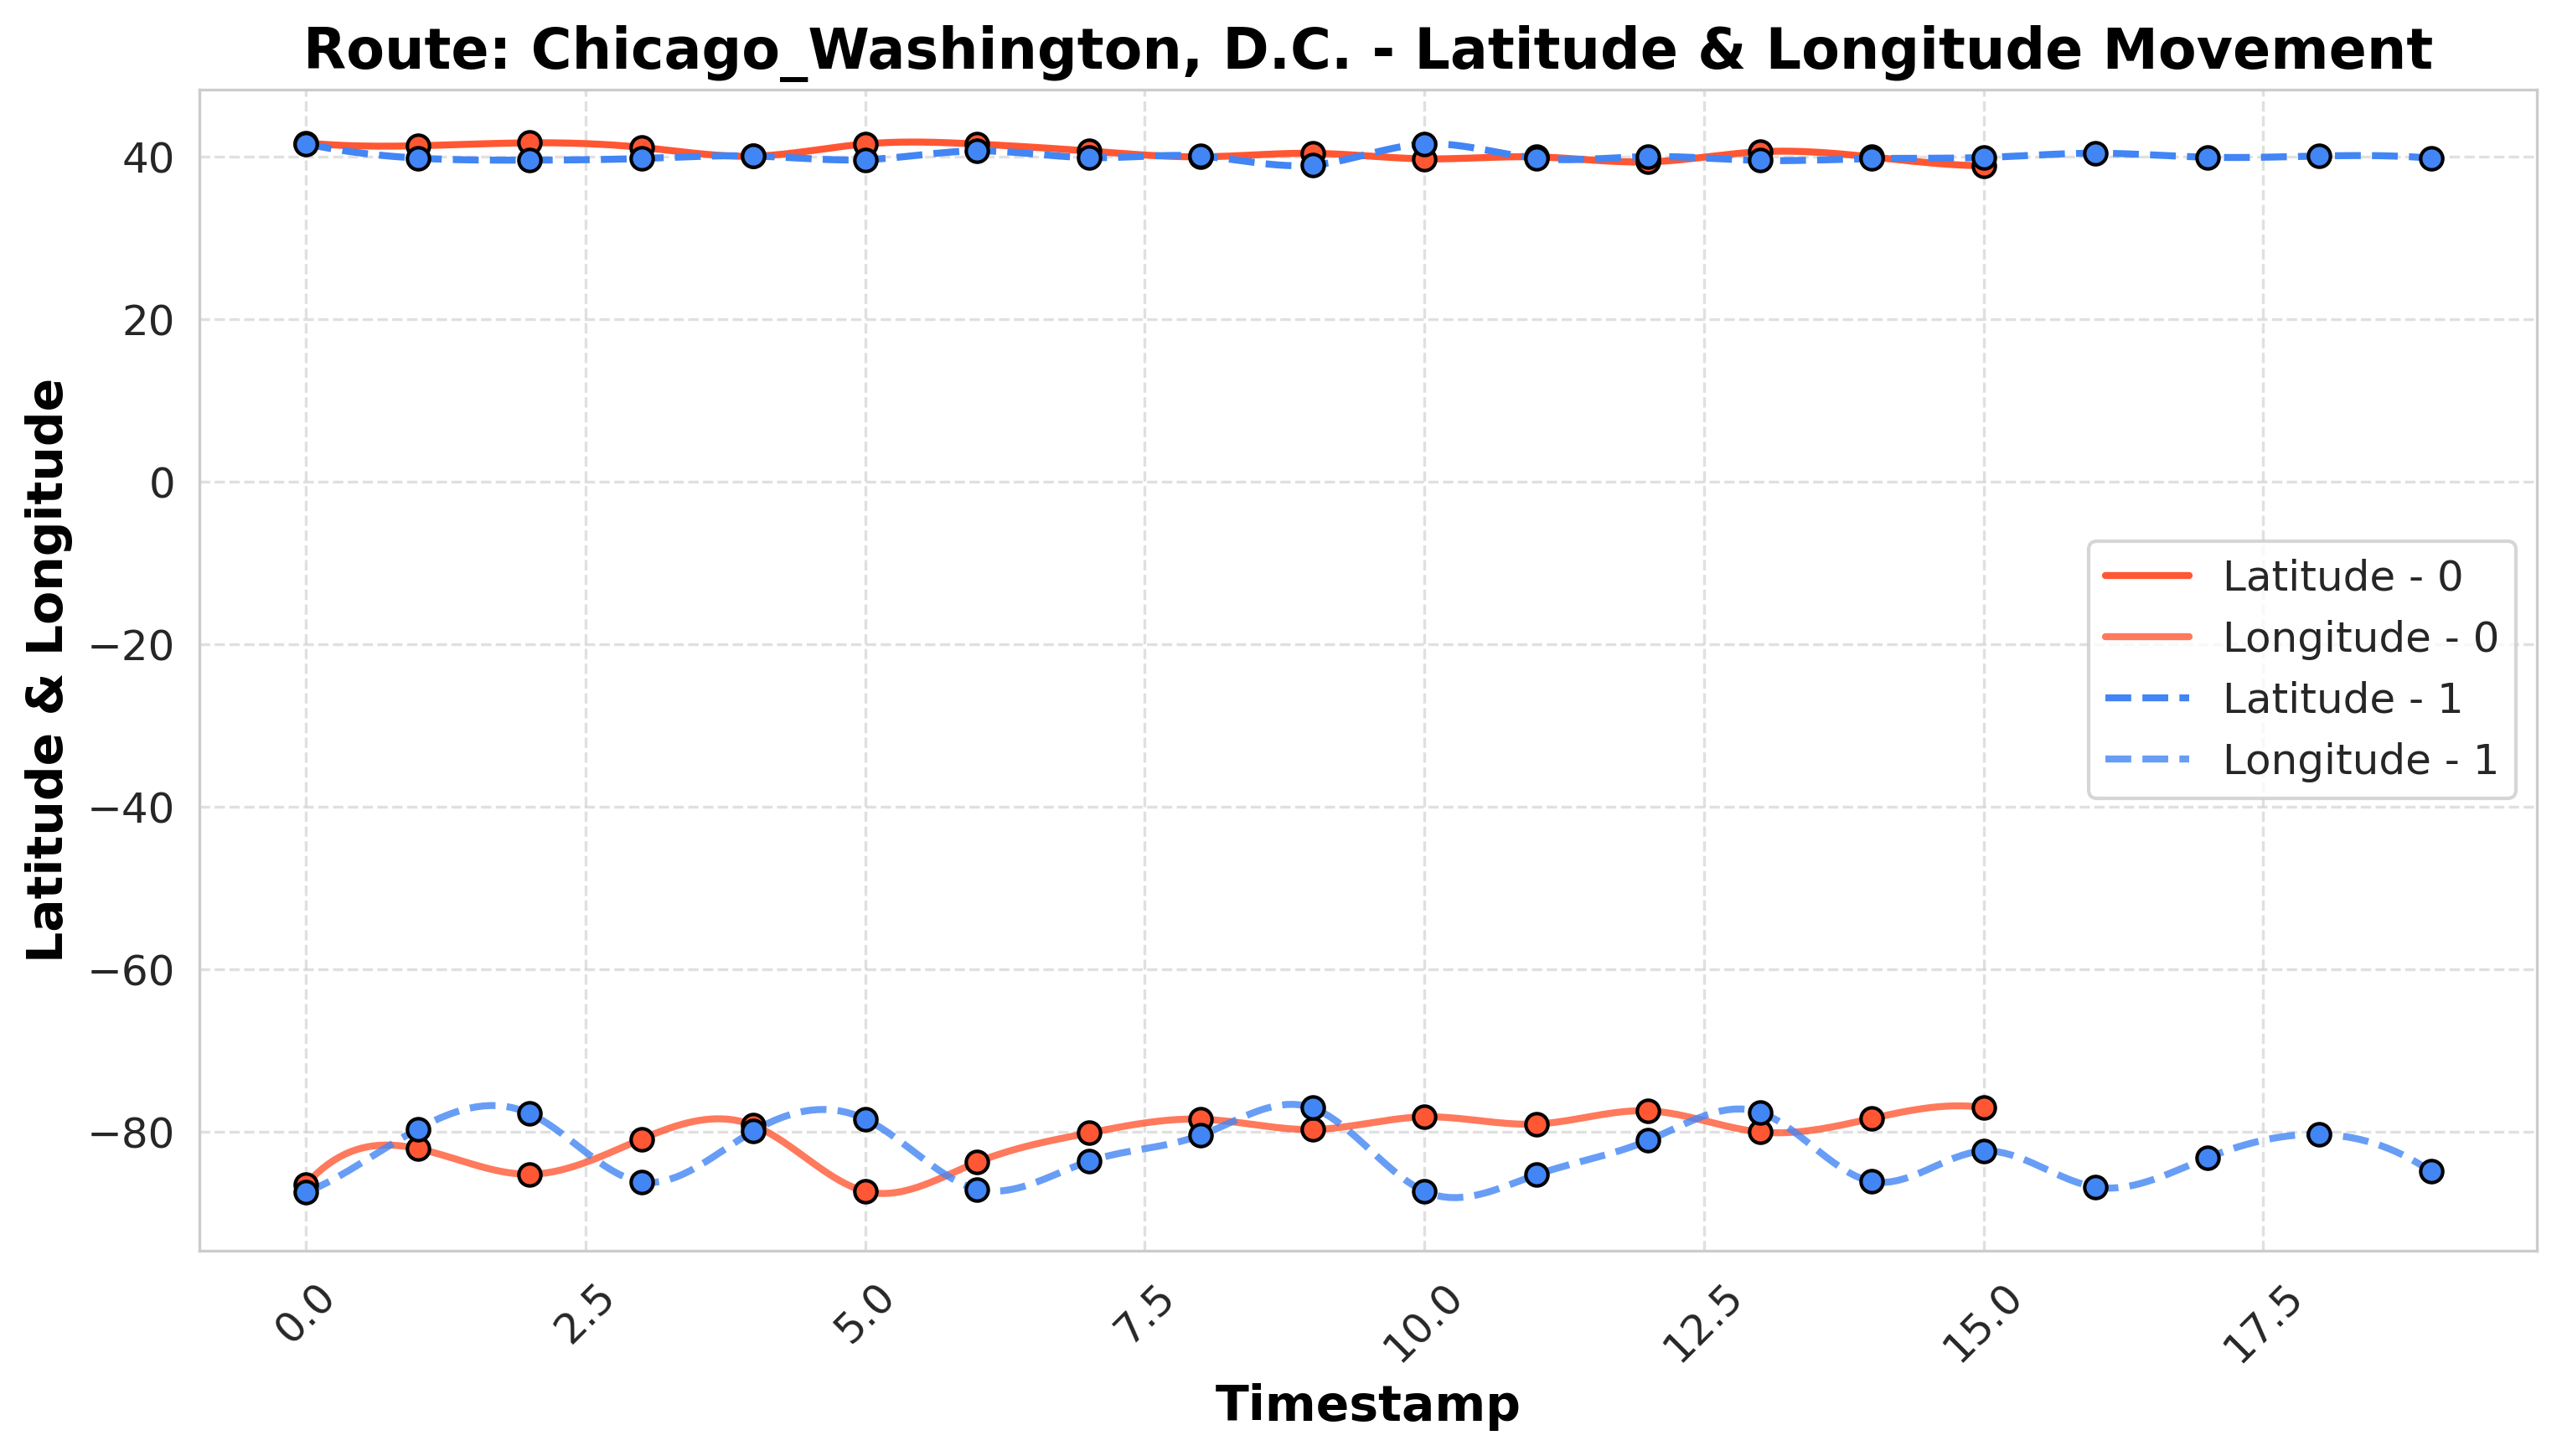 Route: Chicago_Washington, D.C. - Latitude & Longitude Movement
Latitude & Longitude
40
20
0
−20
−40
−60
−80
Latitude - 0
Longitude - 0
Latitude - 1
Longitude - 1
0.0
2.5
5.0
7.5
10.0
12.5
15.0
17.5
Timestamp